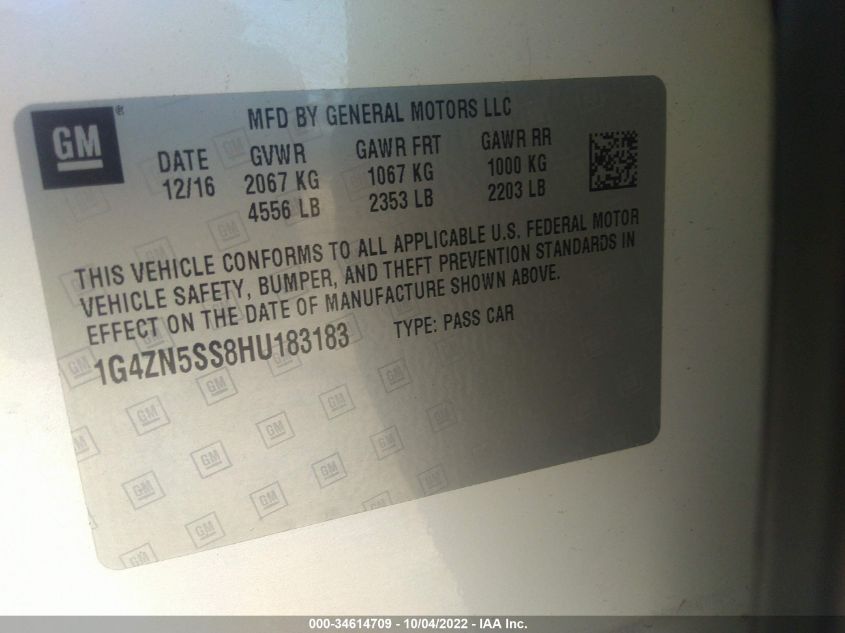 GM®
MFD BY GENERAL MOTORS LLC
DATE GVWR GAWR FRT GAWR RR
12/16 2067 KG 1067 KG 1000 KG
4556 LB 2353 LB 2203 LB
THIS VEHICLE CONFORMS TO ALL APPLICABLE U.S. FEDERAL MOTOR
VEHICLE SAFETY, BUMPER, AND THEFT PREVENTION STANDARDS IN
EFFECT ON THE DATE OF MANUFACTURE SHOWN ABOVE.
1G4ZN5SS8HU183183 TYPE: PASS CAR
000-34614709 - 10/04/2022 - IAA Inc.